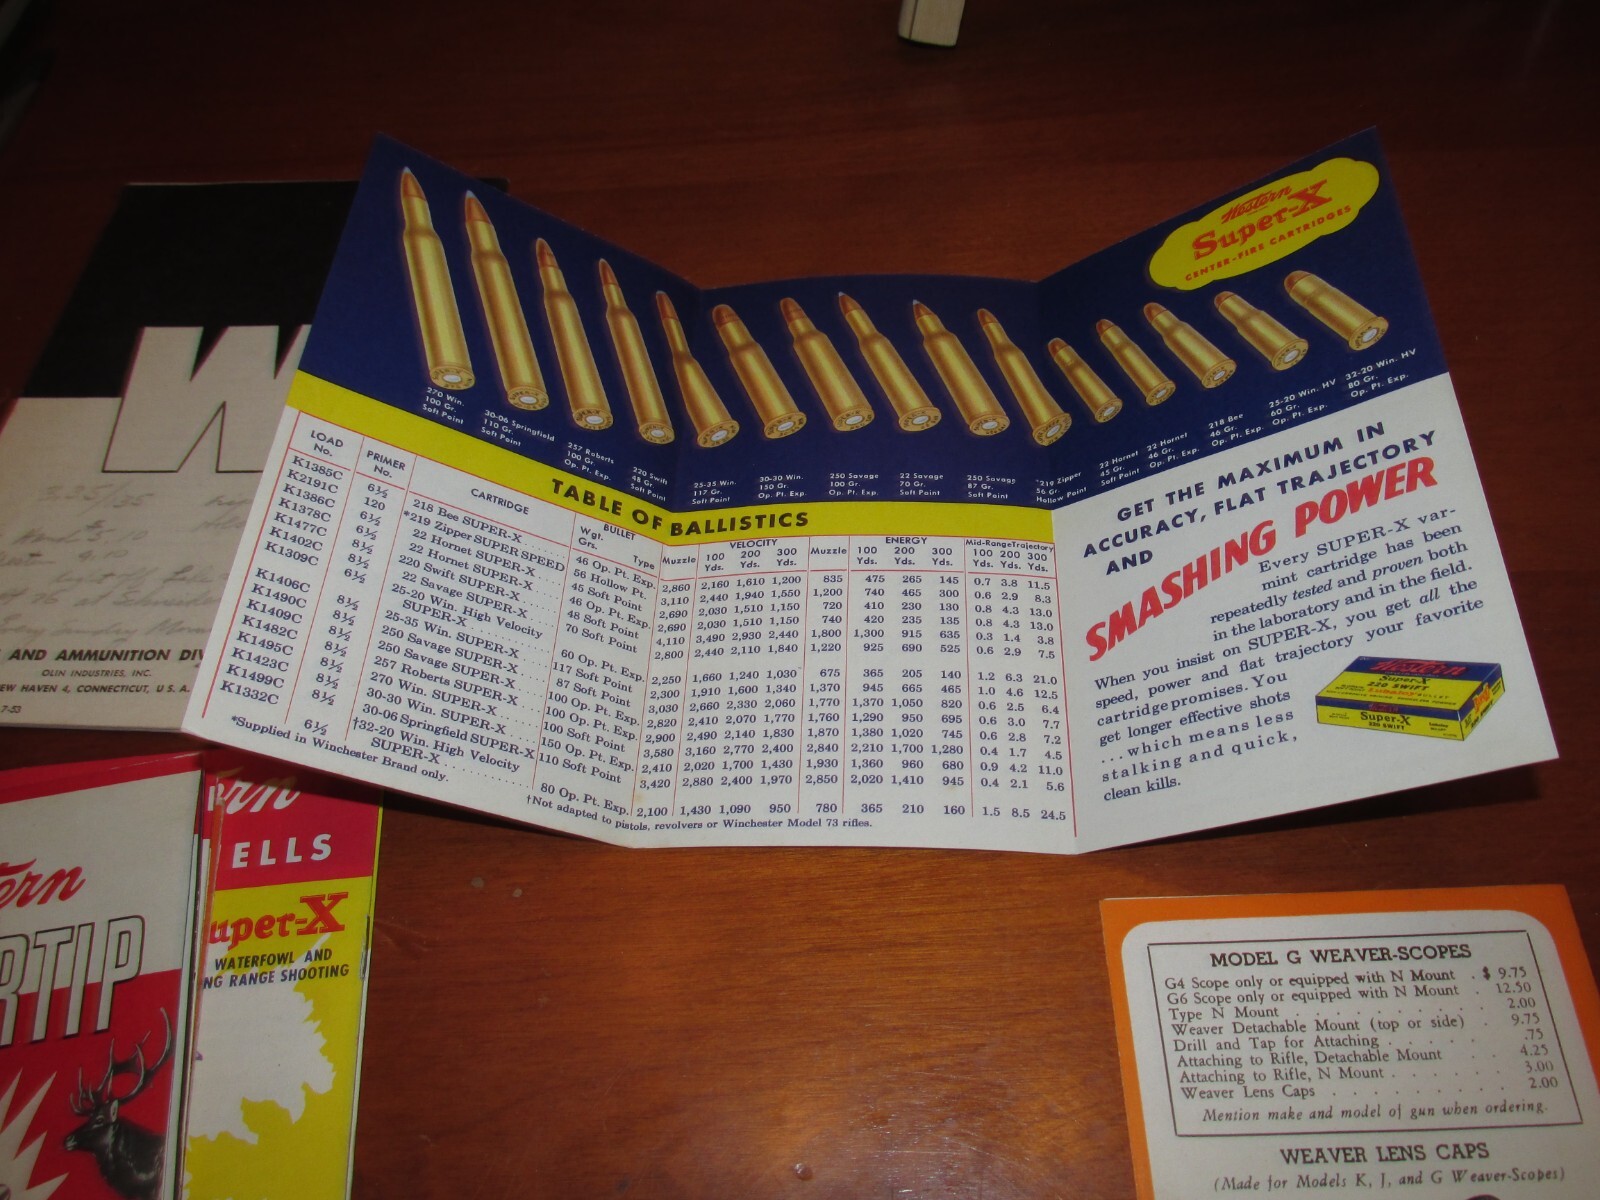 Western
Super-X
CENTER-FIRE CARTRIDGES
270 Win.
100 Gr.
Soft Point
30-06 Springfield
110 Gr.
Soft Point
257 Roberts
100 Gr.
Op. Pt. Exp.
220 Swift
48 Gr.
Soft Point
25-35 Win.
117 Gr.
Soft Point
30-30 Win.
150 Gr.
Op. Pt. Exp.
250 Savage
100 Gr.
Op. Pt. Exp.
22 Savage
70 Gr.
Soft Point
250 Savage
87 Gr.
Soft Point
*219 Zipper
56 Gr.
Hollow Point
22 Hornet
45 Gr.
Soft Point
22 Hornet
46 Gr.
Op. Pt. Exp.
218 Bee
46 Gr.
Op. Pt. Exp.
25-20 Win. HV
60 Gr.
Op. Pt. Exp.
32-20 Win. HV
80 Gr.
Op. Pt. Exp.
TABLE OF BALLISTICS
LOAD No. PRIMER No. CARTRIDGE BULLET Wgt. Grs. Type
VELOCITY ENERGY Mid-Range Trajectory
Muzzle 100 Yds. 200 Yds. 300 Yds. Muzzle 100 Yds. 200 Yds. 300 Yds. 100 Yds. 200 Yds. 300 Yds.
K1385C 6½ 218 Bee SUPER-X 46 Op. Pt. Exp. 2,860 2,160 1,610 1,200 835 475 265 145 0.7 3.8 11.5
K2191C 120 *219 Zipper SUPER SPEED 56 Hollow Pt. 3,110 2,440 1,940 1,550 1,200 740 465 300 0.6 2.9 8.3
K1386C 6½ 22 Hornet SUPER-X 45 Soft Point 2,690 2,030 1,510 1,150 720 410 230 130 0.8 4.3 13.0
K1378C 6½ 22 Hornet SUPER-X 46 Op. Pt. Exp. 2,690 2,030 1,510 1,150 740 420 235 135 0.8 4.3 13.0
K1477C 8½ 220 Swift SUPER-X 48 Soft Point 4,110 3,490 2,930 2,440 1,800 1,300 915 635 0.3 1.4 3.8
K1402C 8½ 22 Savage SUPER-X 70 Soft Point 2,800 2,440 2,110 1,840 1,220 925 690 525 0.6 2.9 7.5
K1309C 6½ 25-20 Win. High Velocity
SUPER-X 60 Op. Pt. Exp. 2,250 1,660 1,240 1,030 675 365 205 140 1.2 6.3 21.0
K1406C 8½ 25-35 Win. SUPER-X 117 Soft Point 2,300 1,910 1,600 1,340 1,370 945 665 465 1.0 4.6 12.5
K1490C 8½ 250 Savage SUPER-X 87 Soft Point 3,030 2,660 2,330 2,060 1,770 1,370 1,050 820 0.6 2.5 6.4
K1409C 8½ 250 Savage SUPER-X 100 Op. Pt. Exp. 2,820 2,410 2,070 1,770 1,760 1,290 950 695 0.6 3.0 7.7
K1482C 8½ 257 Roberts SUPER-X 100 Op. Pt. Exp. 2,900 2,490 2,140 1,830 1,870 1,380 1,020 745 0.6 2.8 7.2
K1495C 8½ 270 Win. SUPER-X 100 Soft Point 3,580 3,160 2,770 2,400 2,840 2,210 1,700 1,280 0.4 1.7 4.5
K1423C 8½ 30-30 Win. SUPER-X 150 Op. Pt. Exp. 2,410 2,020 1,700 1,430 1,930 1,360 960 680 0.9 4.2 11.0
K1499C 8½ 30-06 Springfield SUPER-X 110 Soft Point 3,420 2,880 2,400 1,970 2,850 2,020 1,410 945 0.4 2.1 5.6
K1332C 6½ †32-20 Win. High Velocity
SUPER-X 80 Op. Pt. Exp. 2,100 1,430 1,090 950 780 365 210 160 1.5 8.5 24.5
*Supplied in Winchester Brand only.
†Not adapted to pistols, revolvers or Winchester Model 73 rifles.
GET THE MAXIMUM IN
ACCURACY, FLAT TRAJECTORY
AND
SMASHING POWER
Every SUPER-X var-
mint cartridge has been
repeatedly tested and proven both
in the laboratory and in the field.
When you insist on SUPER-X, you get all the
speed, power and flat trajectory your favorite
cartridge promises. You
get longer effective shots
...which means less
stalking and quick,
clean kills.
Western
Super-X
220 SWIFT
Super-X
220 SWIFT
W
AND AMMUNITION DIV
OLIN INDUSTRIES, INC.
EW HAVEN 4, CONNECTICUT, U.S.A.
7-53
ern
RTIP
rn
ELLS
uper-X
WATERFOWL AND
NG RANGE SHOOTING
MODEL G WEAVER-SCOPES
G4 Scope only or equipped with N Mount . $ 9.75
G6 Scope only or equipped with N Mount . 12.50
Type N Mount . . . . . . . . . 2.00
Weaver Detachable Mount (top or side) . 9.75
Drill and Tap for Attaching . . . . . .75
Attaching to Rifle, Detachable Mount . . 4.25
Attaching to Rifle, N Mount . . . . . 3.00
Weaver Lens Caps . . . . . . . 2.00
Mention make and model of gun when ordering.
WEAVER LENS CAPS
(Made for Models K, J, and G Weaver-Scopes)